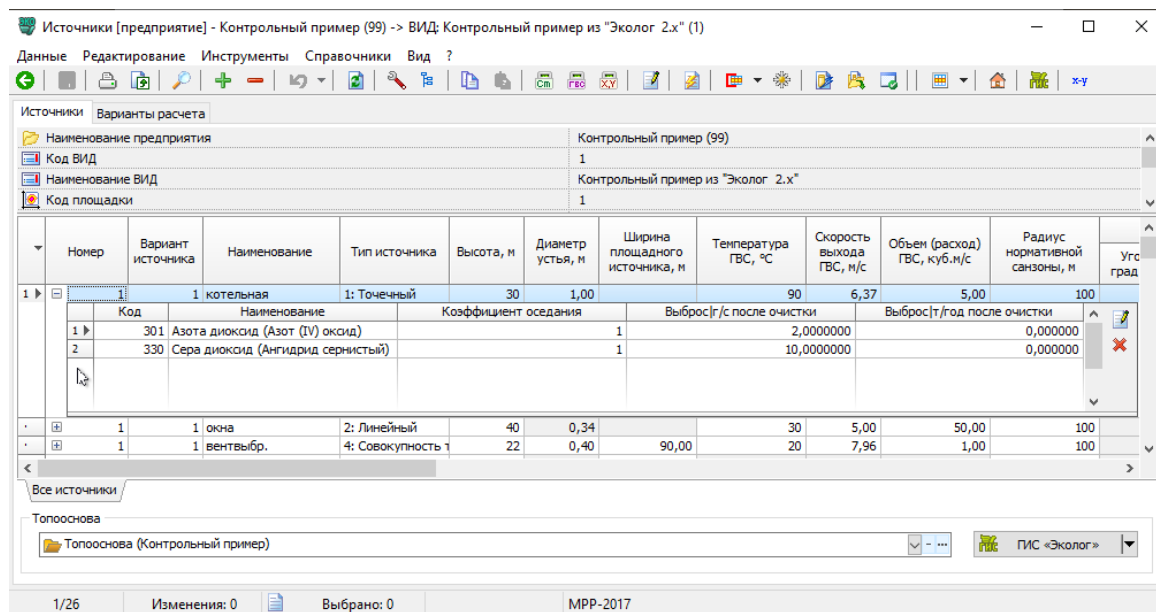 Источники [предприятие] - Контрольный пример (99) -> ВИД: Контрольный пример из "Эколог 2.x" (1)
Данные Редактирование Инструменты Справочники Вид ?
Cm ГВС X,Y ГИС x-y
Источники Варианты расчета
Наименование предприятия Контрольный пример (99)
Код ВИД 1
Наименование ВИД Контрольный пример из "Эколог 2.x"
Код площадки 1
Номер Вариант источника Наименование Тип источника Высота, м Диаметр устья, м Ширина площадного источника, м Температура ГВС, °C Скорость выхода ГВС, м/с Объем (расход) ГВС, куб.м/с Радиус нормативной санзоны, м Уго град
1 1 1 котельная 1: Точечный 30 1,00 90 6,37 5,00 100
Код Наименование Коэффициент оседания Выброс|г/с после очистки Выброс|т/год после очистки
1 301 Азота диоксид (Азот (IV) оксид) 1 2,0000000 0,000000
2 330 Сера диоксид (Ангидрид сернистый) 1 10,0000000 0,000000
1 1 окна 2: Линейный 40 0,34 30 5,00 50,00 100
1 1 вентвыбр. 4: Совокупность т 22 0,40 90,00 20 7,96 1,00 100
Все источники
Топооснова
Топооснова (Контрольный пример) ГИС «Эколог»
1/26 Изменения: 0 Выбрано: 0 МРР-2017